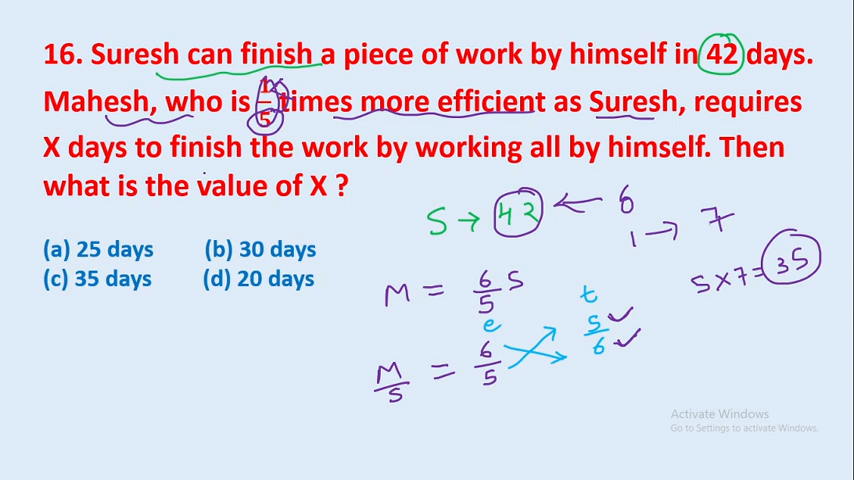 16. Suresh can finish a piece of work by himself in 42 days.
Mahesh, who is 1/5 times more efficient as Suresh, requires
X days to finish the work by working all by himself. Then
what is the value of X ?
(a) 25 days (b) 30 days
(c) 35 days (d) 20 days
S → 42 ← 6
1 → 7
5 x 7 = 35
M = 6/5 S
e t
M/S = 6/5 5/6
Activate Windows
Go to Settings to activate Windows.